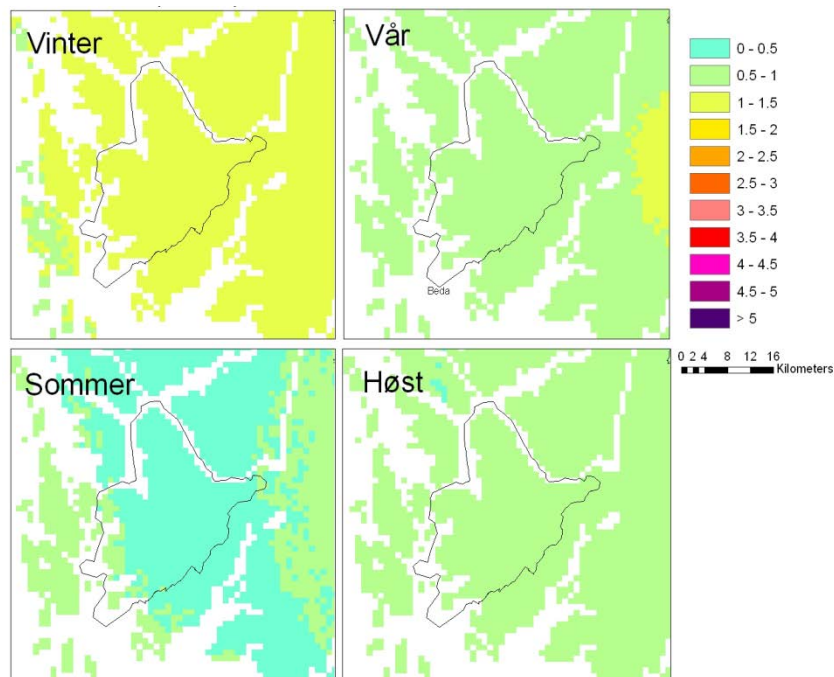 Vinter
Vår
Beda
Sommer
Høst
0 - 0.5
0.5 - 1
1 - 1.5
1.5 - 2
2 - 2.5
2.5 - 3
3 - 3.5
3.5 - 4
4 - 4.5
4.5 - 5
> 5
0 2 4 8 12 16
Kilometers